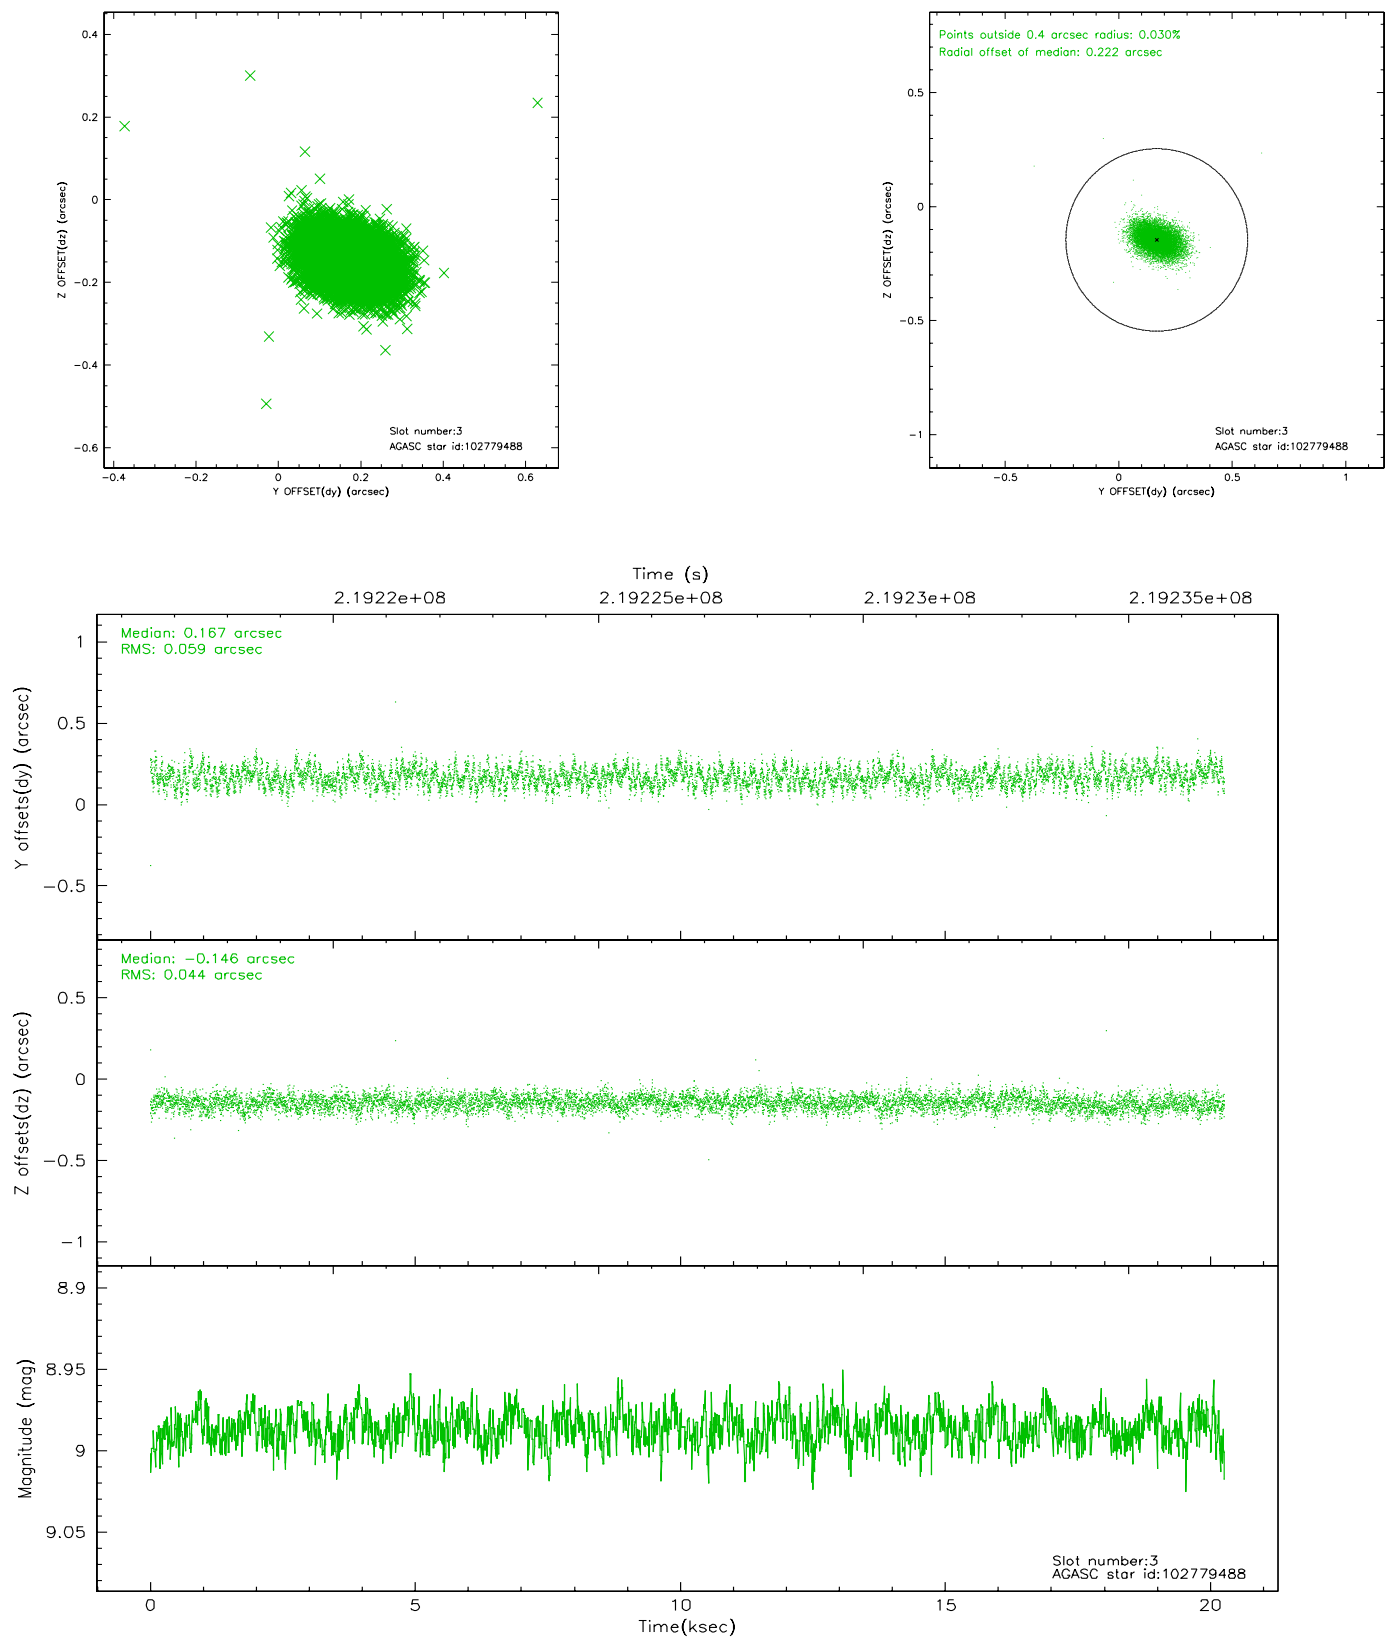 0.4
0.2
0
−0.2
−0.4
−0.6
Z OFFSET(dz) (arcsec)
Slot number:3
AGASC star id:102779488
−0.4 −0.2 0 0.2 0.4 0.6
Y OFFSET(dy) (arcsec)
Points outside 0.4 arcsec radius: 0.030%
Radial offset of median: 0.222 arcsec
0.5
0
−0.5
−1
Z OFFSET(dz) (arcsec)
Slot number:3
AGASC star id:102779488
−0.5 0 0.5 1
Y OFFSET(dy) (arcsec)
Time (s)
2.1922e+08 2.19225e+08 2.1923e+08 2.19235e+08
Median: 0.167 arcsec
RMS: 0.059 arcsec
1
0.5
0
−0.5
Y offsets(dy) (arcsec)
Median: −0.146 arcsec
RMS: 0.044 arcsec
0.5
0
−0.5
−1
Z offsets(dz) (arcsec)
8.9
8.95
9
9.05
Magnitude (mag)
Slot number:3
AGASC star id:102779488
0 5 10 15 20
Time(ksec)